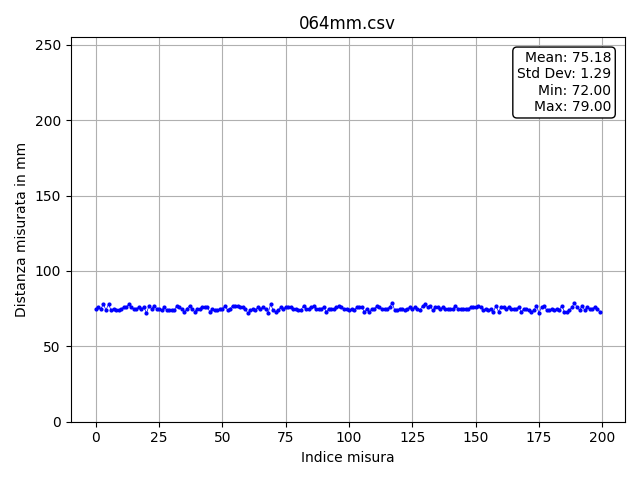 064mm.csv
Mean: 75.18
Std Dev: 1.29
Min: 72.00
Max: 79.00
250
200
150
100
50
0
Distanza misurata in mm
0 25 50 75 100 125 150 175 200
Indice misura